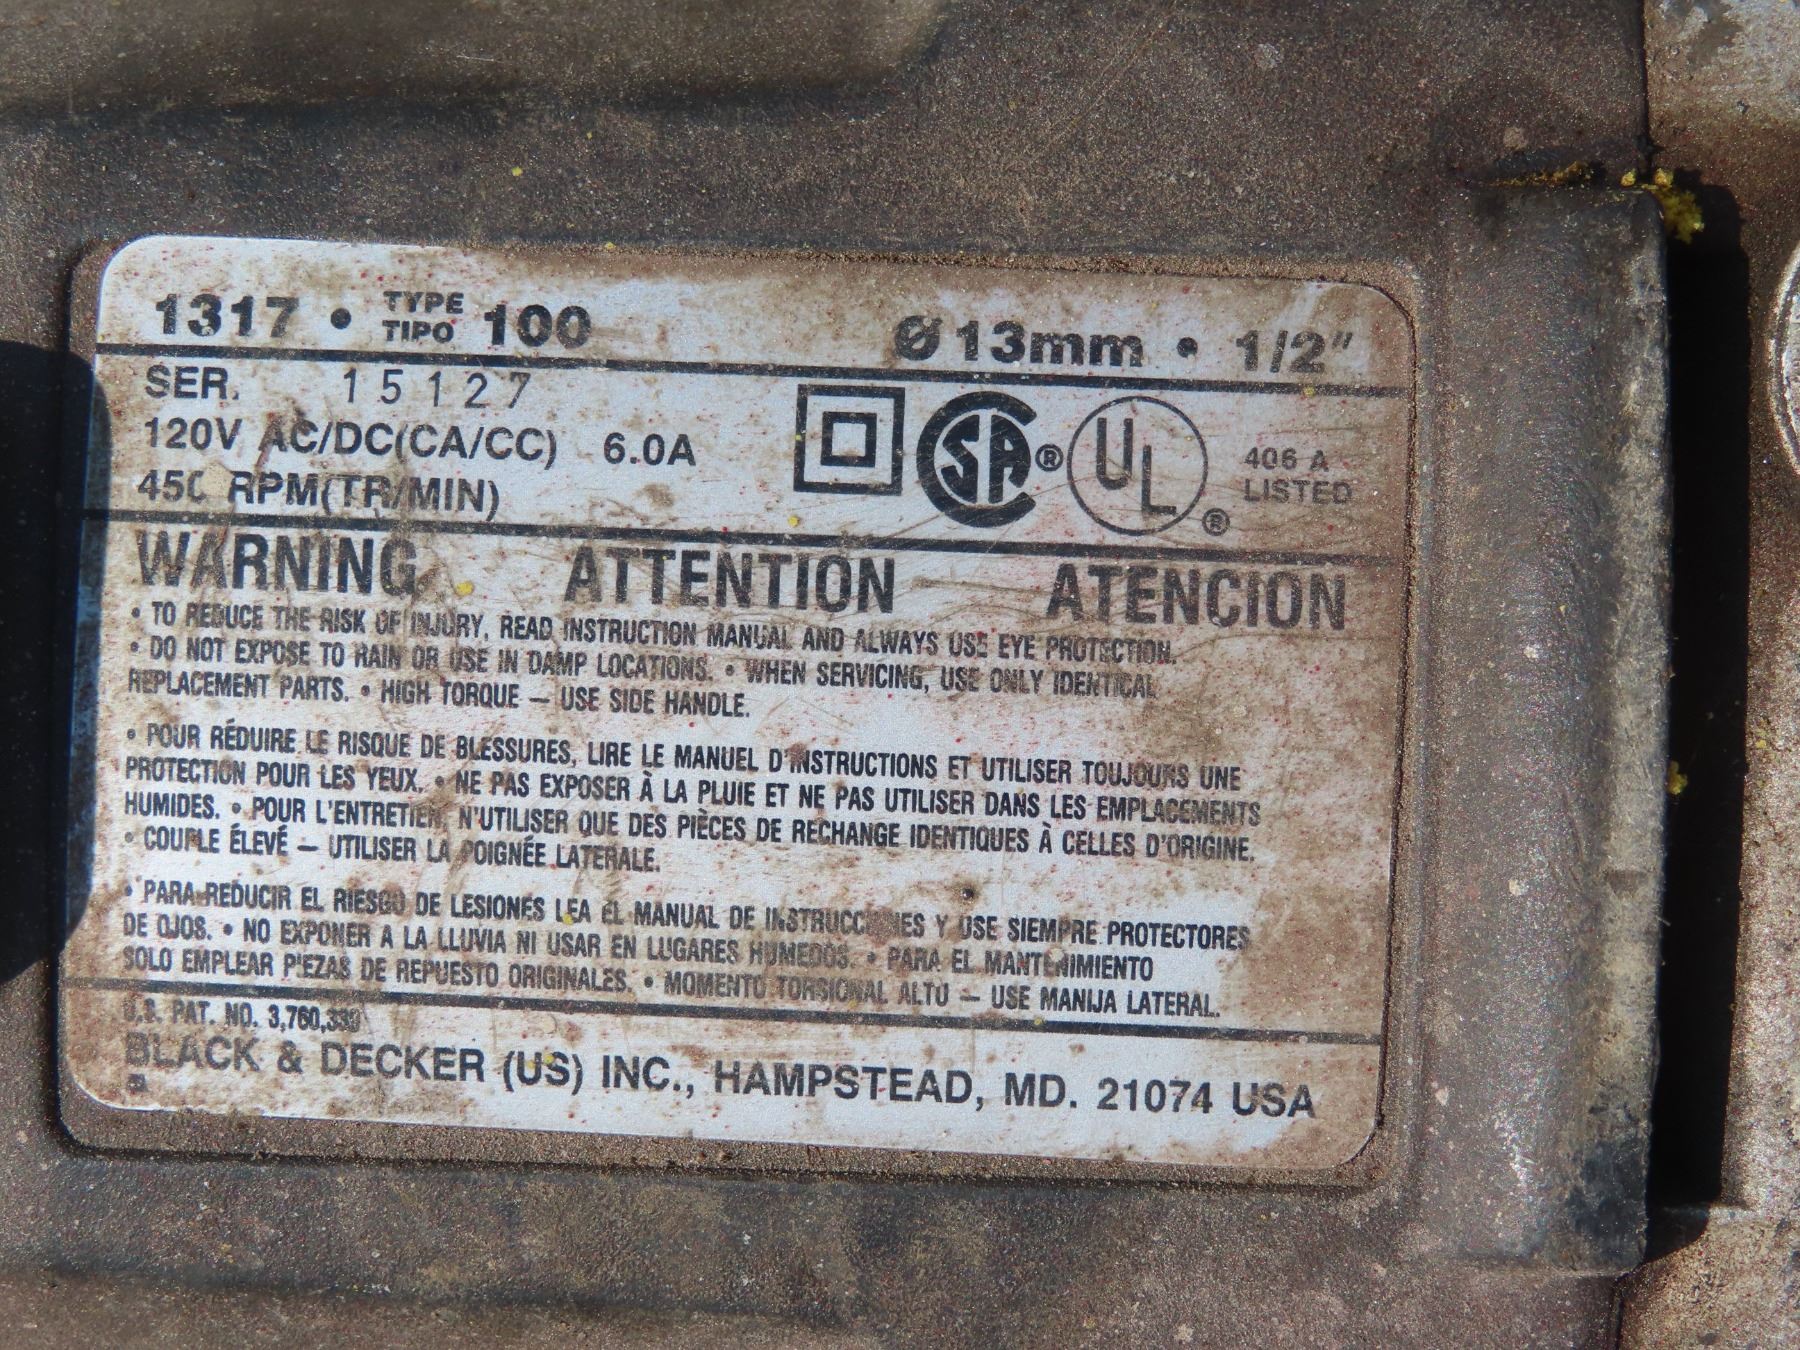 1317 • TYPE TIPO 100 Ø 13mm • 1/2"
SER. 15127
120V AC/DC(CA/CC) 6.0A
450 RPM(TR/MIN)
SA ® UL ® 406 A LISTED
WARNING ATTENTION ATENCION
• TO REDUCE THE RISK OF INJURY, READ INSTRUCTION MANUAL AND ALWAYS USE EYE PROTECTION.
• DO NOT EXPOSE TO RAIN OR USE IN DAMP LOCATIONS. • WHEN SERVICING, USE ONLY IDENTICAL
REPLACEMENT PARTS. • HIGH TORQUE — USE SIDE HANDLE.
• POUR RÉDUIRE LE RISQUE DE BLESSURES, LIRE LE MANUEL D'INSTRUCTIONS ET UTILISER TOUJOURS UNE
PROTECTION POUR LES YEUX. • NE PAS EXPOSER À LA PLUIE ET NE PAS UTILISER DANS LES EMPLACEMENTS
HUMIDES. • POUR L'ENTRETIEN, N'UTILISER QUE DES PIÈCES DE RECHANGE IDENTIQUES À CELLES D'ORIGINE.
• COUPLE ÉLEVÉ — UTILISER LA POIGNÉE LATERALE.
• PARA REDUCIR EL RIESGO DE LESIONES LEA EL MANUAL DE INSTRUCCIONES Y USE SIEMPRE PROTECTORES
DE OJOS. • NO EXPONER A LA LLUVIA NI USAR EN LUGARES HUMEDOS. • PARA EL MANTENIMIENTO
SOLO EMPLEAR PIEZAS DE REPUESTO ORIGINALES. • MOMENTO TORSIONAL ALTO — USE MANIJA LATERAL.
U.S. PAT. NO.
BLACK & DECKER (US) INC., HAMPSTEAD, MD. 21074 USA